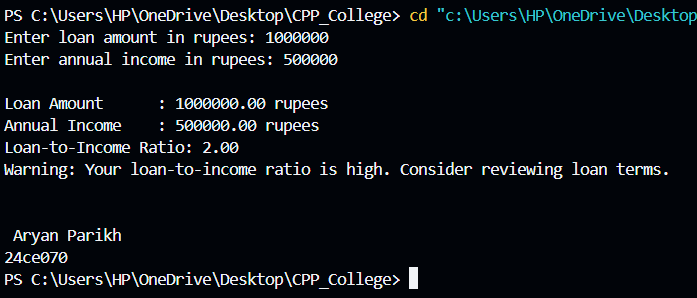 PS C:\Users\HP\OneDrive\Desktop\CPP_College> cd "c:\Users\HP\OneDrive\Desktop
Enter loan amount in rupees: 1000000
Enter annual income in rupees: 500000
Loan Amount      : 1000000.00 rupees
Annual Income    : 500000.00 rupees
Loan-to-Income Ratio: 2.00
Warning: Your loan-to-income ratio is high. Consider reviewing loan terms.
Aryan Parikh
24ce070
PS C:\Users\HP\OneDrive\Desktop\CPP_College>